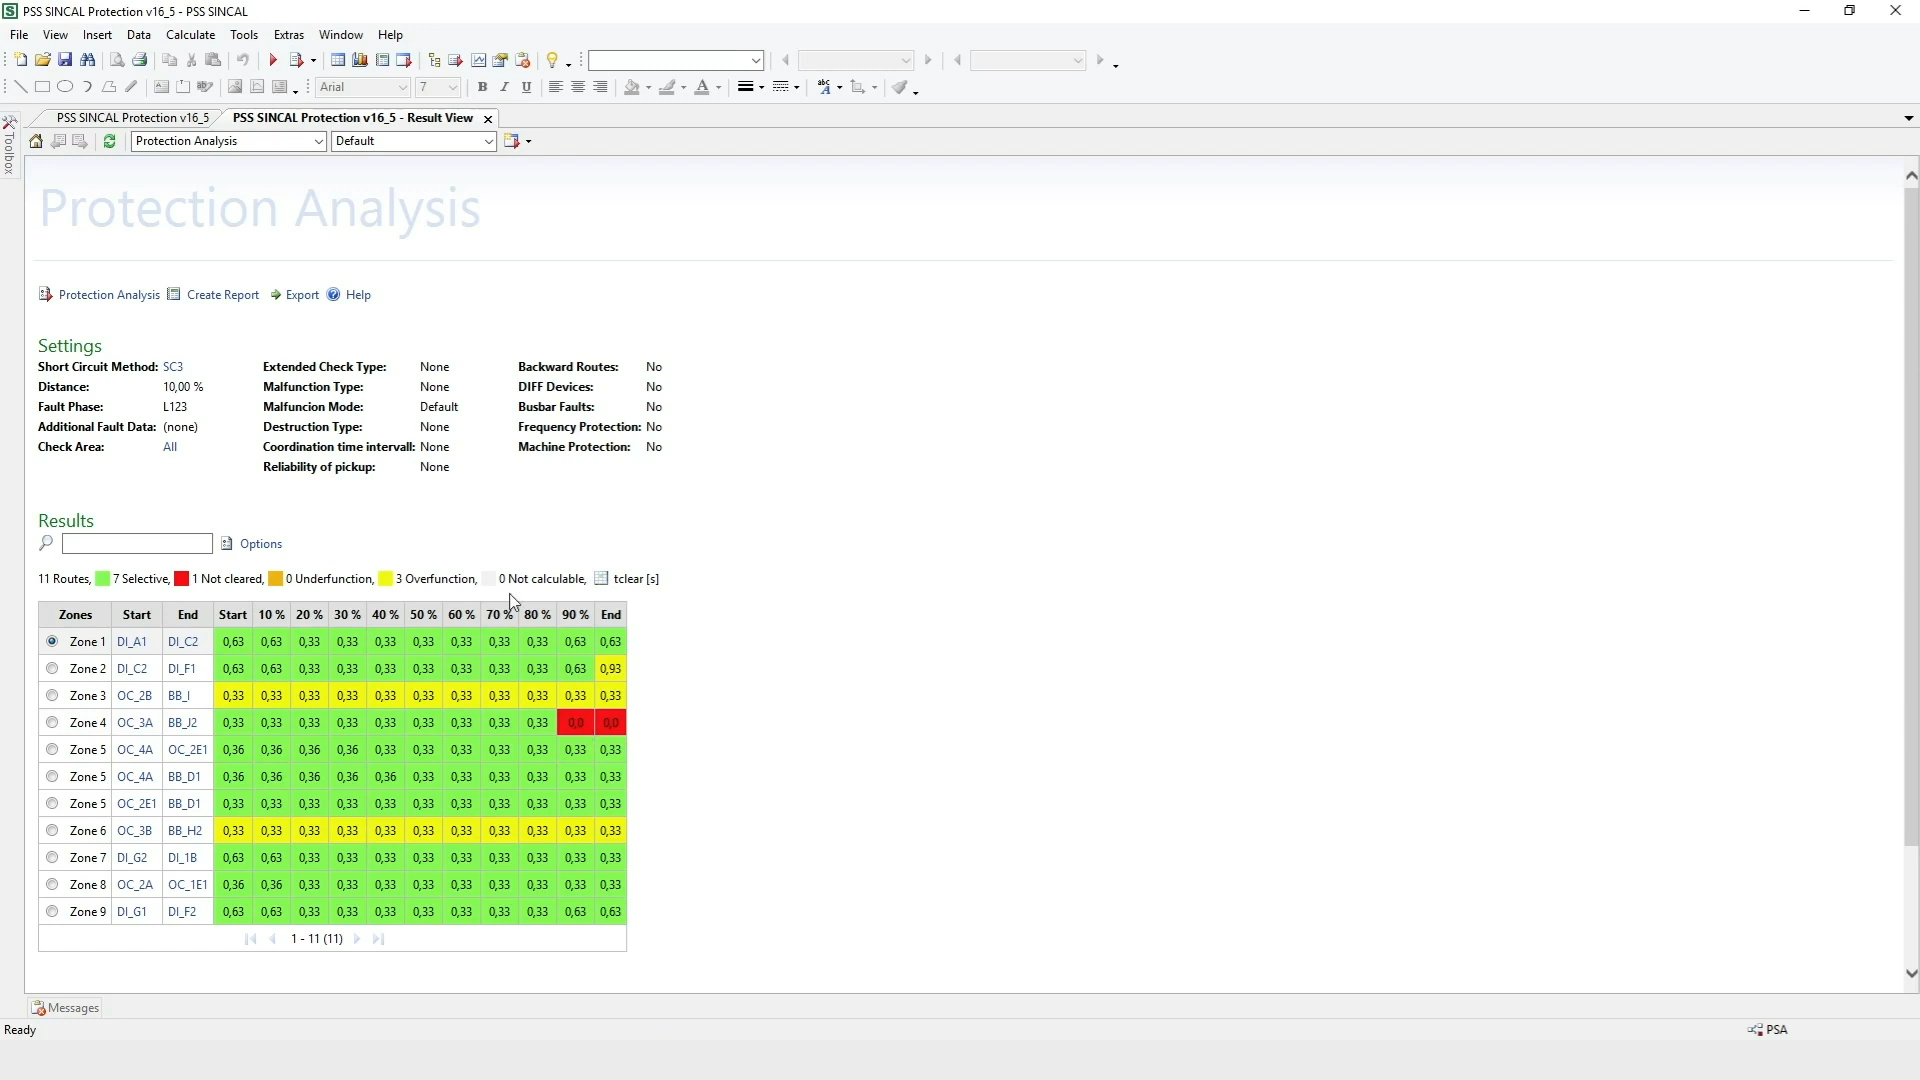 PSS SINCAL Protection v16_5 - PSS SINCAL
File View Insert Data Calculate Tools Extras Window Help
Arial 7 B I U A abc A
PSS SINCAL Protection v16_5 PSS SINCAL Protection v16_5 - Result View
Toolbox
Protection Analysis Default
Protection Analysis
Protection Analysis Create Report Export Help
Settings
Short Circuit Method: SC3 Extended Check Type: None Backward Routes: No
Distance: 10,00 % Malfunction Type: None DIFF Devices: No
Fault Phase: L123 Malfuncion Mode: Default Busbar Faults: No
Additional Fault Data: (none) Destruction Type: None Frequency Protection: No
Check Area: All Coordination time intervall: None Machine Protection: No
Reliability of pickup: None
Results
Options
11 Routes, 7 Selective, 1 Not cleared, 0 Underfunction, 3 Overfunction, 0 Not calculable, tclear [s]
Zones Start End Start 10 % 20 % 30 % 40 % 50 % 60 % 70 % 80 % 90 % End
Zone 1 DI_A1 DI_C2 0,63 0,63 0,33 0,33 0,33 0,33 0,33 0,33 0,33 0,63 0,63
Zone 2 DI_C2 DI_F1 0,63 0,63 0,33 0,33 0,33 0,33 0,33 0,33 0,33 0,63 0,93
Zone 3 OC_2B BB_I 0,33 0,33 0,33 0,33 0,33 0,33 0,33 0,33 0,33 0,33 0,33
Zone 4 OC_3A BB_J2 0,33 0,33 0,33 0,33 0,33 0,33 0,33 0,33 0,33 0,0 0,0
Zone 5 OC_4A OC_2E1 0,36 0,36 0,36 0,36 0,33 0,33 0,33 0,33 0,33 0,33 0,33
Zone 5 OC_4A BB_D1 0,36 0,36 0,36 0,36 0,36 0,33 0,33 0,33 0,33 0,33 0,33
Zone 5 OC_2E1 BB_D1 0,33 0,33 0,33 0,33 0,33 0,33 0,33 0,33 0,33 0,33 0,33
Zone 6 OC_3B BB_H2 0,33 0,33 0,33 0,33 0,33 0,33 0,33 0,33 0,33 0,33 0,33
Zone 7 DI_G2 DI_1B 0,63 0,63 0,33 0,33 0,33 0,33 0,33 0,33 0,33 0,33 0,33
Zone 8 OC_2A OC_1E1 0,36 0,36 0,33 0,33 0,33 0,33 0,33 0,33 0,33 0,33 0,33
Zone 9 DI_G1 DI_F2 0,63 0,63 0,33 0,33 0,33 0,33 0,33 0,33 0,33 0,63 0,63
1 - 11 (11)
Messages
Ready PSA